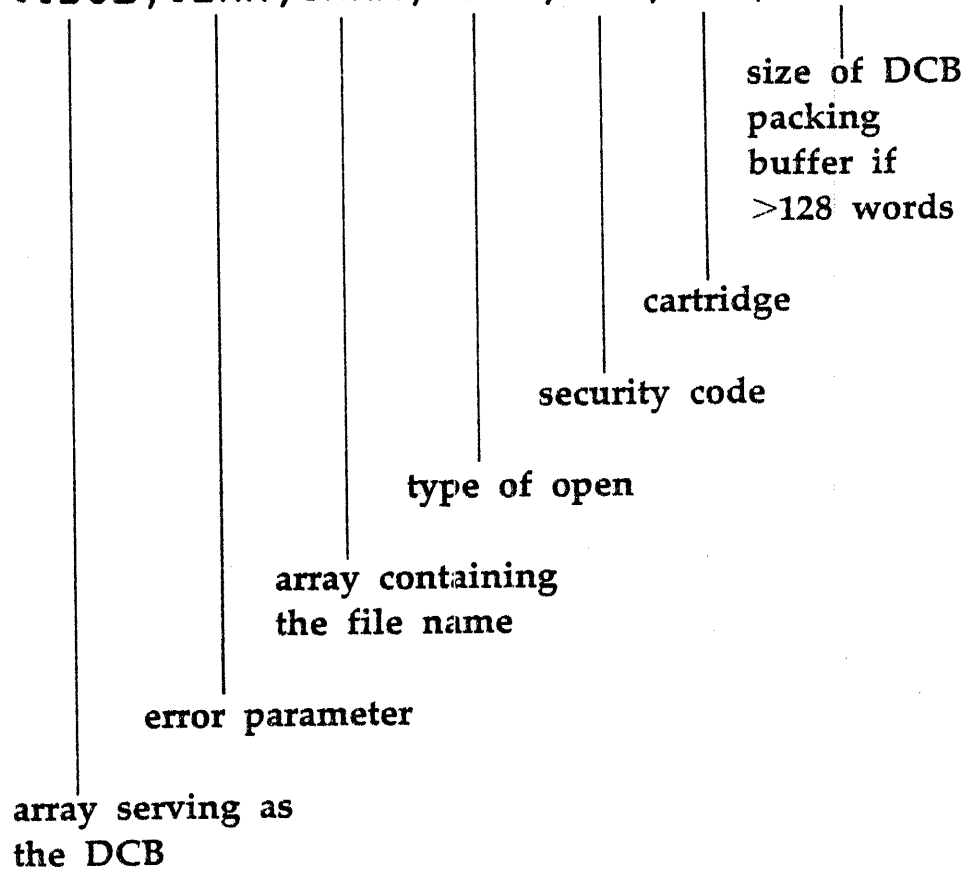 size of DCB
packing
buffer if
>128 words
cartridge
security code
type of open
array containing
the file name
error parameter
array serving as
the DCB